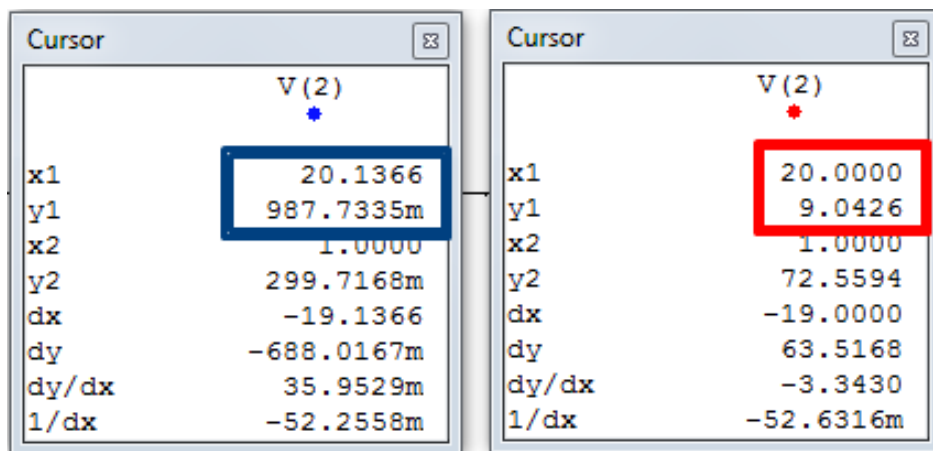 Cursor
V(2)
x1 20.1366
y1 987.7335m
x2 1.0000
y2 299.7168m
dx -19.1366
dy -688.0167m
dy/dx 35.9529m
1/dx -52.2558m
Cursor
V(2)
x1 20.0000
y1 9.0426
x2 1.0000
y2 72.5594
dx -19.0000
dy 63.5168
dy/dx -3.3430
1/dx -52.6316m